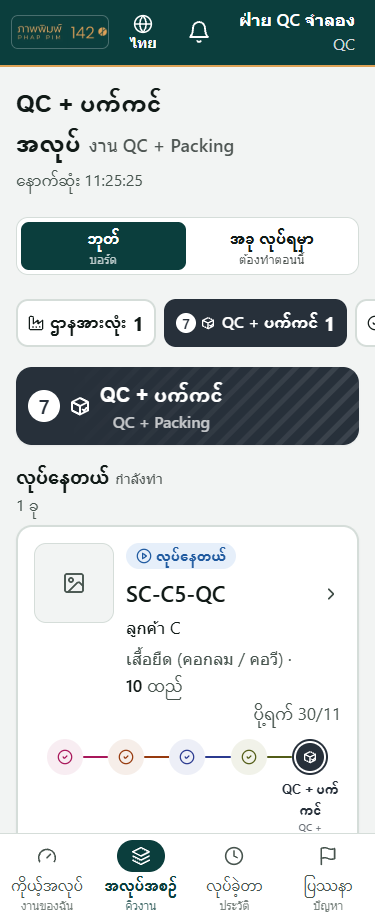 ภาพพิมพ์
PHAP PIM
142
ไทย
ฝ่าย QC จำลอง
QC
QC + ပက်ကင်
အလုပ် งาน QC + Packing
နောက်ဆုံး 11:25:25
ဘုတ်
บอร์ด
အခု လုပ်ရမှာ
ต้องทำตอนนี้
ဌာနအားလုံး 1
7 QC + ပက်ကင် 1
7 QC + ပက်ကင်
QC + Packing
လုပ်နေတယ် กำลังทำ
1 ခု
လုပ်နေတယ်
SC-C5-QC
ลูกค้า C
เสื้อยืด (คอกลม / คอวี) ·
10 ထည်
ပို့ရက် 30/11
QC + ပက်
ကင်
QC +
ကိုယ့်အလုပ်
งานของฉัน
အလုပ်အစဉ်
คิวงาน
လုပ်ခဲ့တာ
ประวัติ
ပြဿနာ
ปัญหา